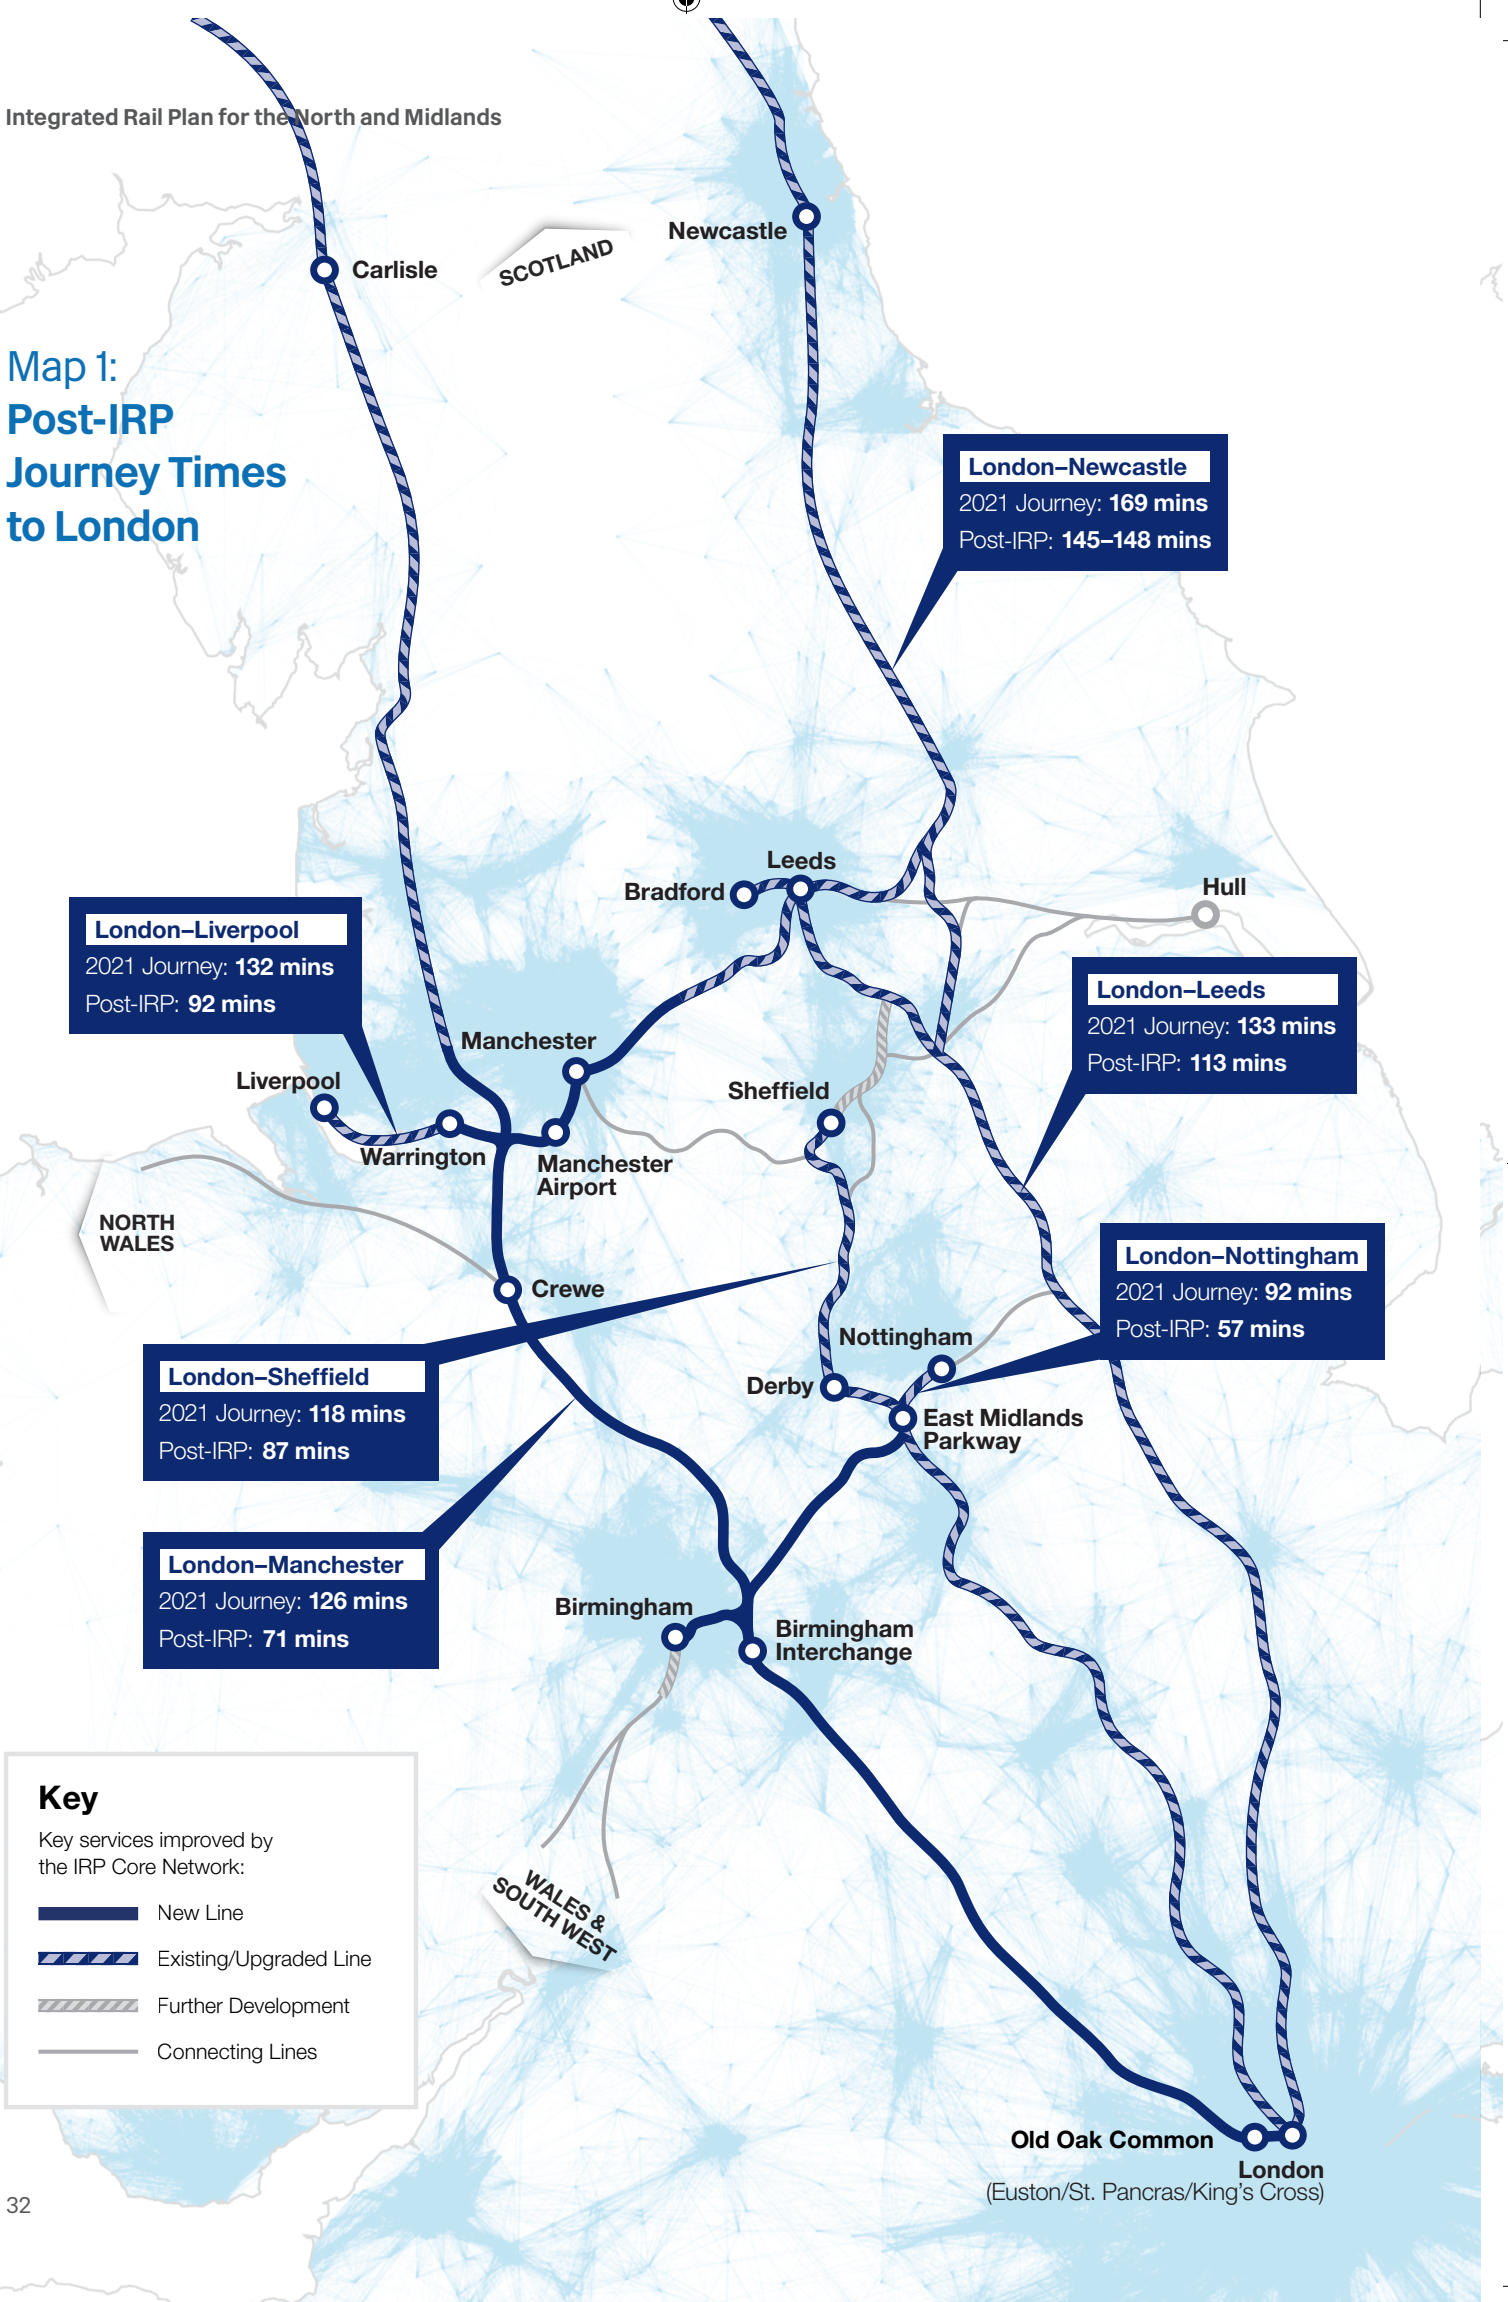 Integrated Rail Plan for the North and Midlands
Newcastle
SCOTLAND
Carlisle
Map 1:
Post-IRP
Journey Times
to London
London–Newcastle
2021 Journey: 169 mins
Post-IRP: 145–148 mins
Leeds
Bradford
Hull
London–Liverpool
2021 Journey: 132 mins
Post-IRP: 92 mins
London–Leeds
2021 Journey: 133 mins
Post-IRP: 113 mins
Manchester
Liverpool
Sheffield
Warrington
Manchester
Airport
NORTH
WALES
London–Nottingham
2021 Journey: 92 mins
Post-IRP: 57 mins
Crewe
Nottingham
London–Sheffield
2021 Journey: 118 mins
Post-IRP: 87 mins
Derby
East Midlands
Parkway
London–Manchester
2021 Journey: 126 mins
Post-IRP: 71 mins
Birmingham
Birmingham
Interchange
Key
Key services improved by
the IRP Core Network:
New Line
Existing/Upgraded Line
Further Development
Connecting Lines
WALES &
SOUTH WEST
Old Oak Common
London
(Euston/St. Pancras/King's Cross)
32